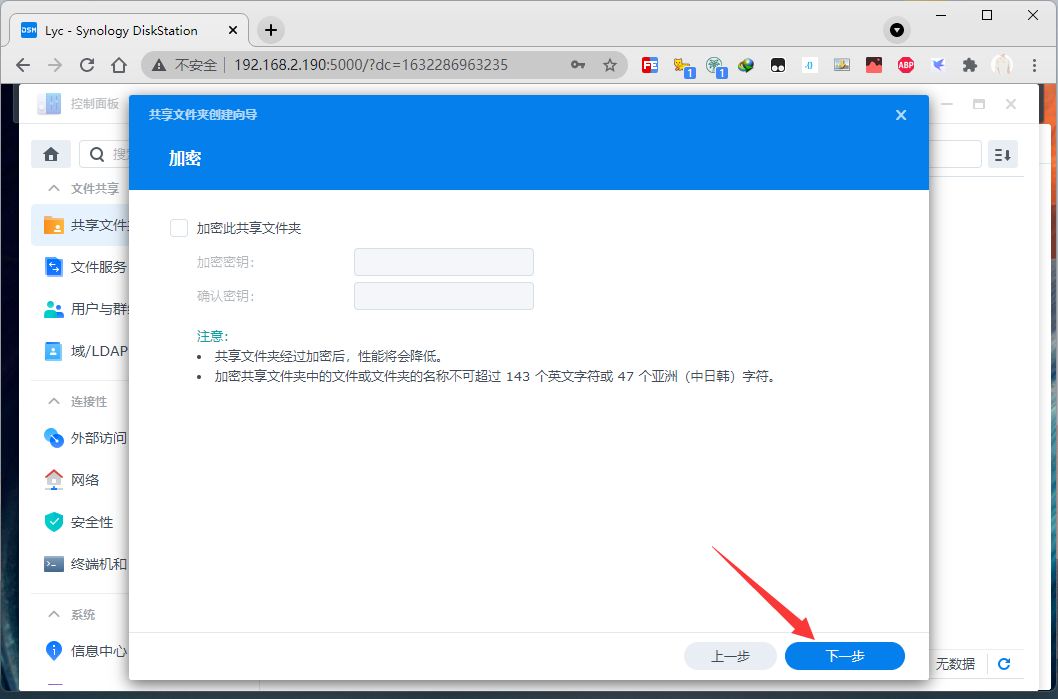 DSM Lyc - Synology DiskStation
不安全 192.168.2.190:5000/?dc=1632286963235
FE
1
1
ABP
控制面板
共享文件夹创建向导
加密
搜
文件共享
共享文件
文件服务
用户与群
域/LDAP
连接性
外部访问
网络
安全性
终端机和
系统
信息中心
加密此共享文件夹
加密密钥:
确认密钥:
注意:
• 共享文件夹经过加密后，性能将会降低。
• 加密共享文件夹中的文件或文件夹的名称不可超过 143 个英文字符或 47 个亚洲（中日韩）字符。
上一步
下一步
无数据